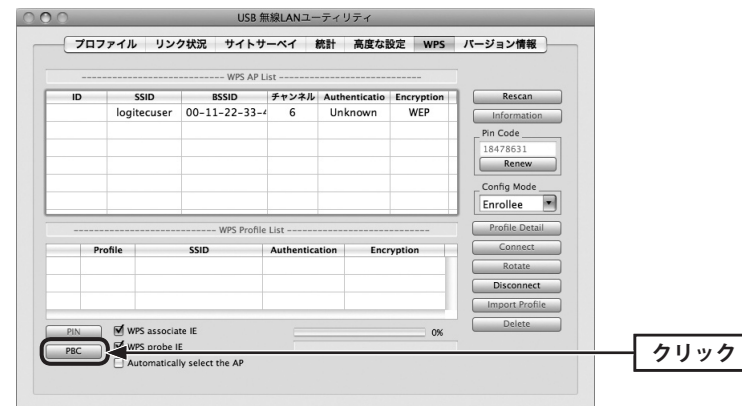 USB 無線LANユーティリティ
プロファイル リンク状況 サイトサーベイ 統計 高度な設定 WPS バージョン情報
WPS AP List
ID SSID BSSID チャンネル Authenticatio Encryption
logitecuser 00-11-22-33-4 6 Unknown WEP
Rescan
Information
Pin Code
18478631
Renew
Config Mode
Enrollee
WPS Profile List
Profile SSID Authentication Encryption
Profile Detail
Connect
Rotate
Disconnect
Import Profile
Delete
PIN WPS associate IE 0%
PBC WPS probe IE
Automatically select the AP
クリック